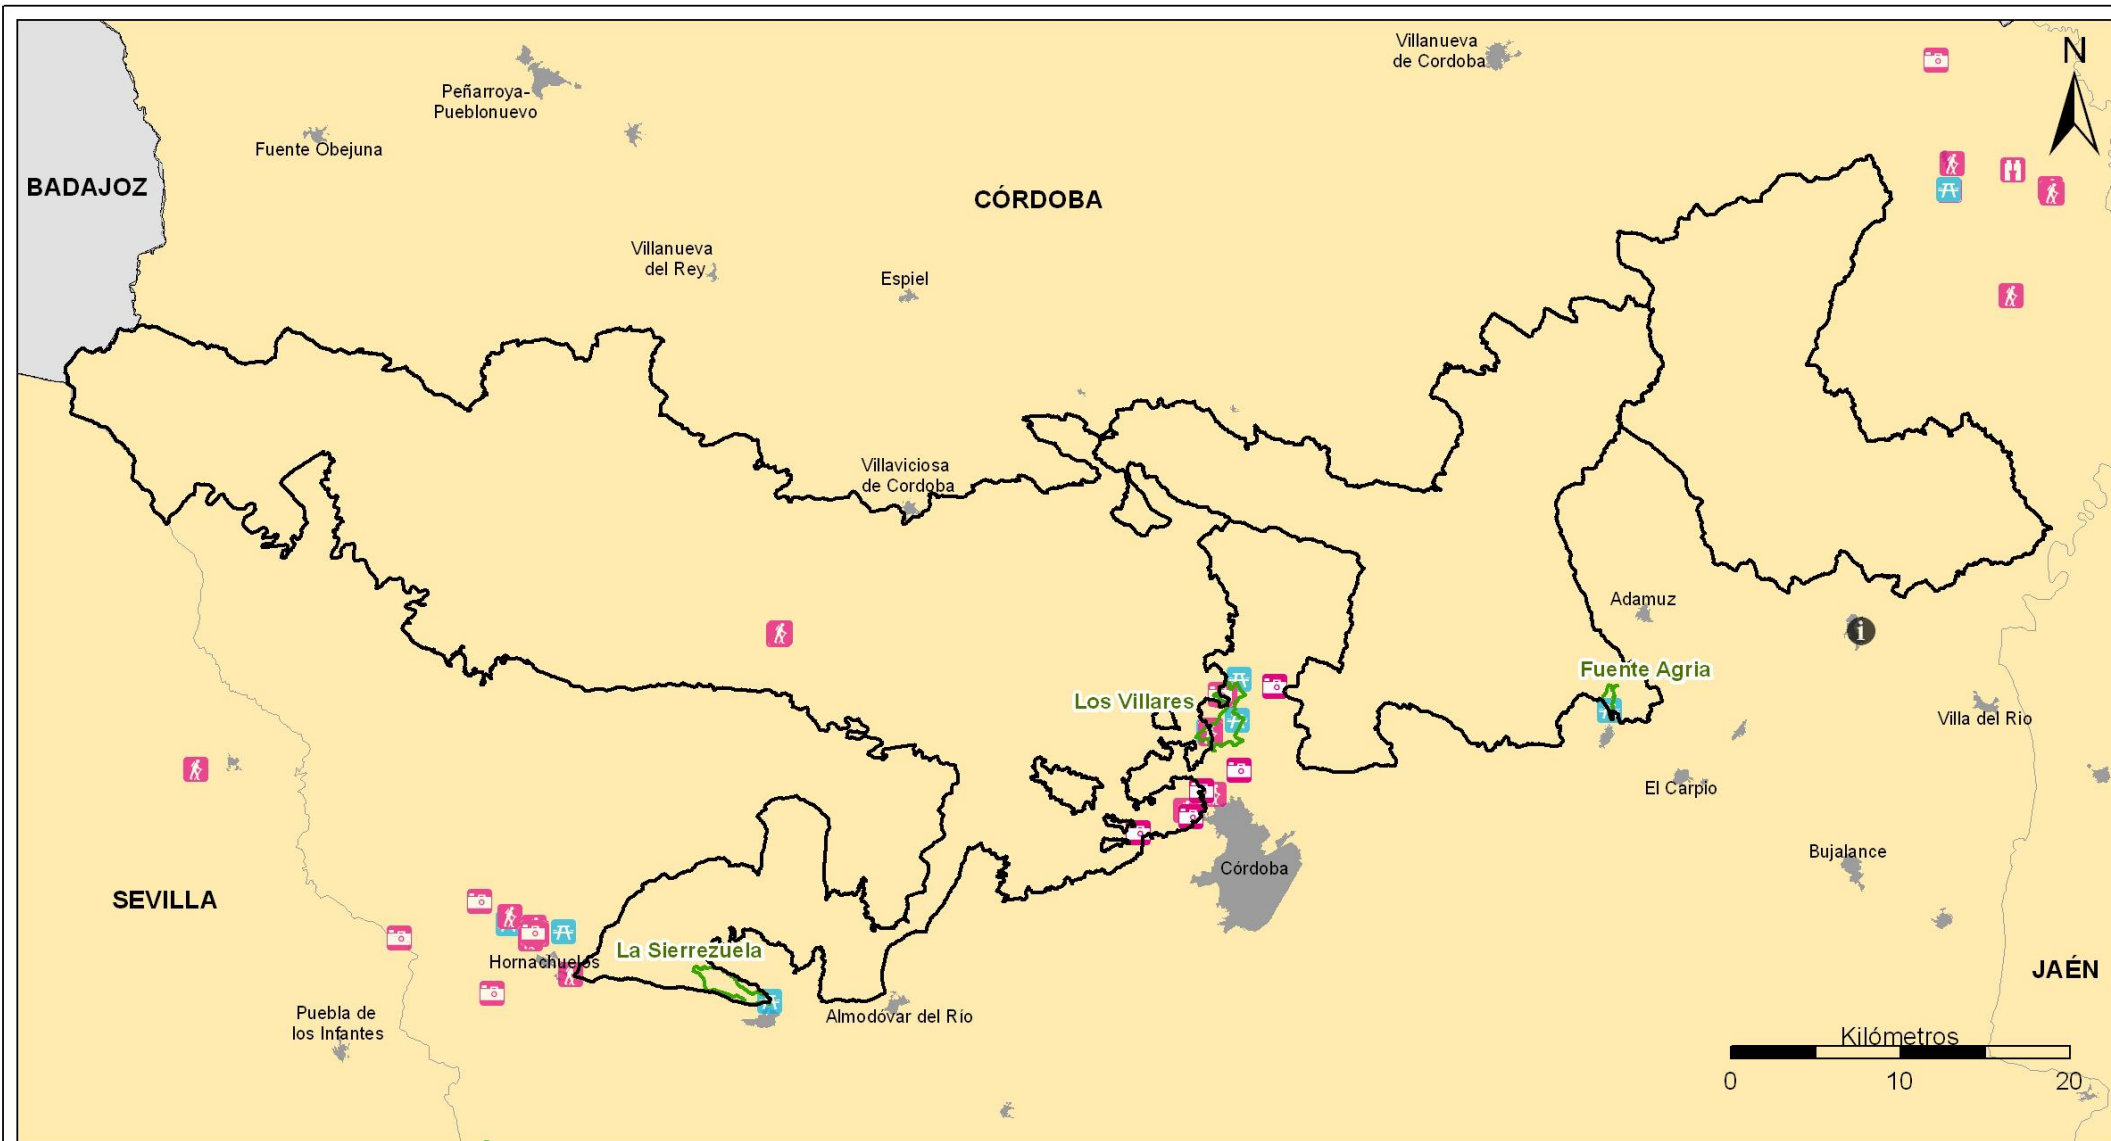 Villanueva
de Cordoba
N
Peñarroya-
Pueblonuevo
Fuente Obejuna
BADAJOZ
CÓRDOBA
Villanueva
del Rey
Espiel
Villaviciosa
de Cordoba
Adamuz
i
Fuente Agria
Los Villares
Villa del Rio
El Carpio
Bujalance
Córdoba
SEVILLA
La Sierrezuela
Hornachuelos
JAÉN
Puebla de
los Infantes
Almodóvar del Río
Kilómetros
0 10 20